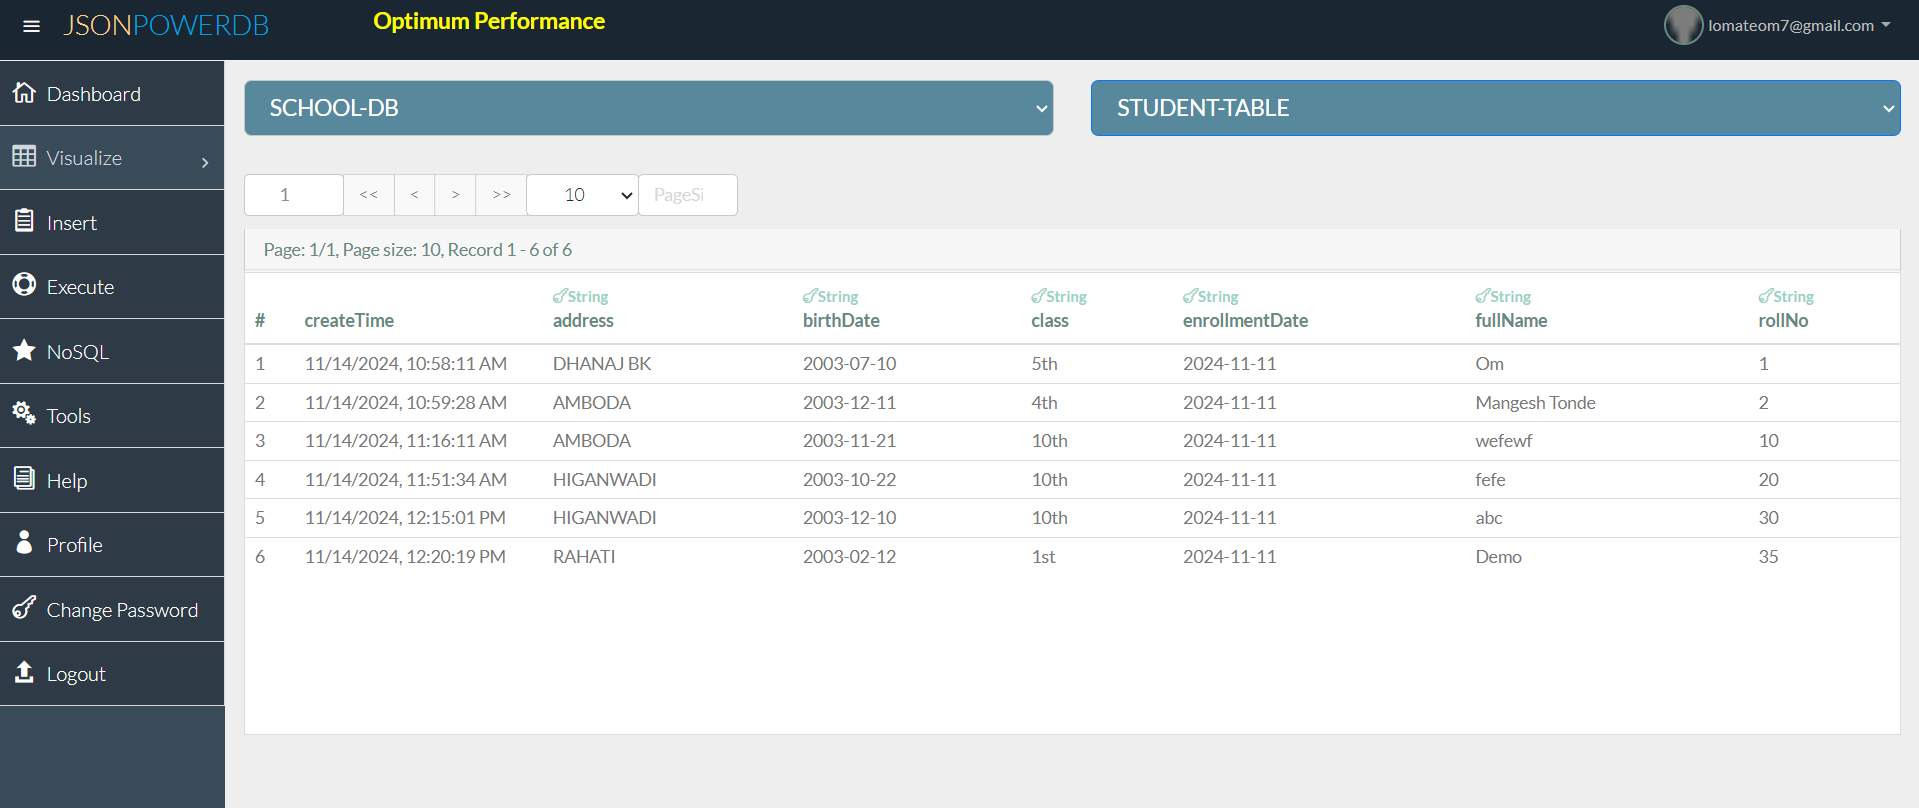 JSONPOWERDB
Optimum Performance
lomateom7@gmail.com
Dashboard
Visualize
Insert
Execute
NoSQL
Tools
Help
Profile
Change Password
Logout
SCHOOL-DB
STUDENT-TABLE
1 << < > >> 10 PageSi
Page: 1/1, Page size: 10, Record 1 - 6 of 6
String String String String String String
# createTime address birthDate class enrollmentDate fullName rollNo
1 11/14/2024, 10:58:11 AM DHANAJ BK 2003-07-10 5th 2024-11-11 Om 1
2 11/14/2024, 10:59:28 AM AMBODA 2003-12-11 4th 2024-11-11 Mangesh Tonde 2
3 11/14/2024, 11:16:11 AM AMBODA 2003-11-21 10th 2024-11-11 wefewf 10
4 11/14/2024, 11:51:34 AM HIGANWADI 2003-10-22 10th 2024-11-11 fefe 20
5 11/14/2024, 12:15:01 PM HIGANWADI 2003-12-10 10th 2024-11-11 abc 30
6 11/14/2024, 12:20:19 PM RAHATI 2003-02-12 1st 2024-11-11 Demo 35